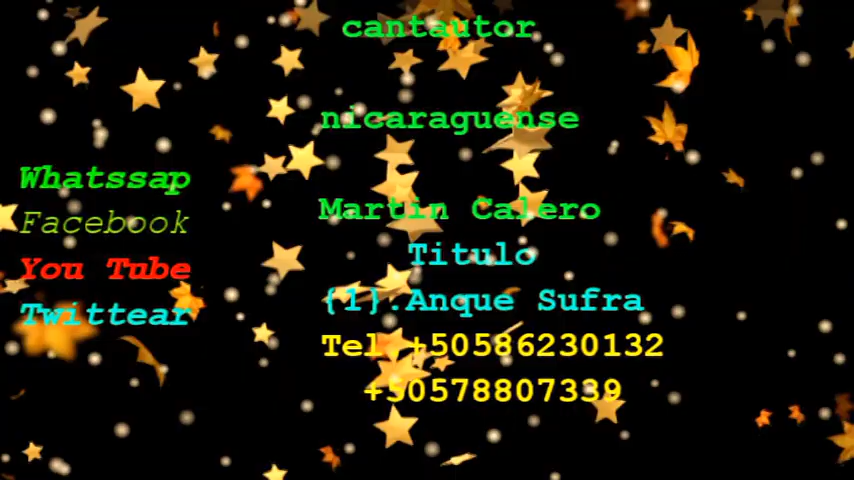 cantautor
nicaraguense
Martin Calero
Titulo
{1}.Anque Sufra
Tel +50586230132
+50578807339
Whatssap
Facebook
You Tube
Twittear